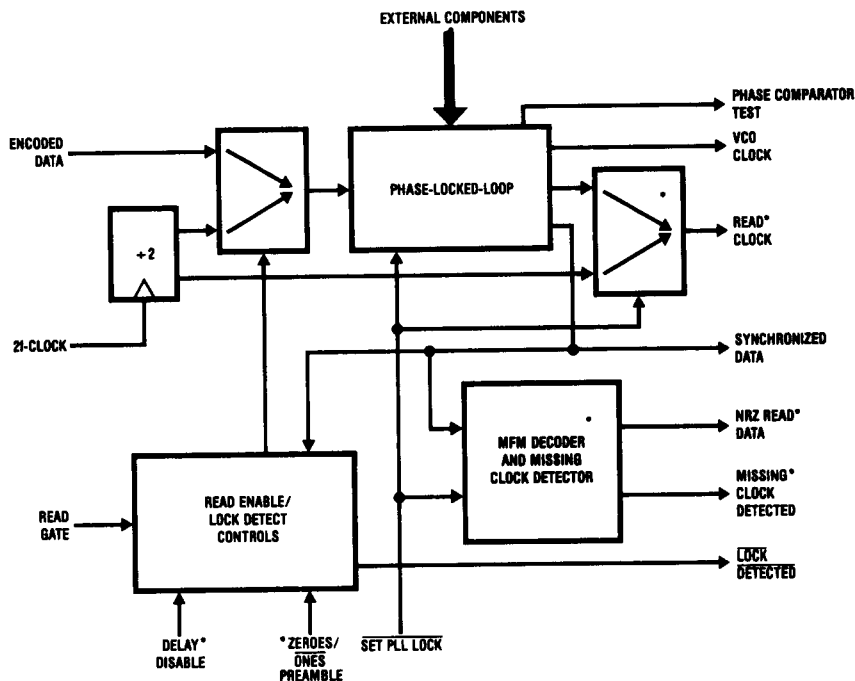 EXTERNAL COMPONENTS
PHASE COMPARATOR
TEST
ENCODED
DATA
VCO
CLOCK
PHASE-LOCKED-LOOP
READ*
CLOCK
÷2
2f-CLOCK
SYNCHRONIZED
DATA
MFM DECODER
AND MISSING
CLOCK DETECTOR
*
*
NRZ READ*
DATA
MISSING*
CLOCK
DETECTED
READ ENABLE/
LOCK DETECT
CONTROLS
READ
GATE
LOCK
DETECTED
DELAY*
DISABLE
*ZEROES/
ONES
PREAMBLE
SET PLL LOCK